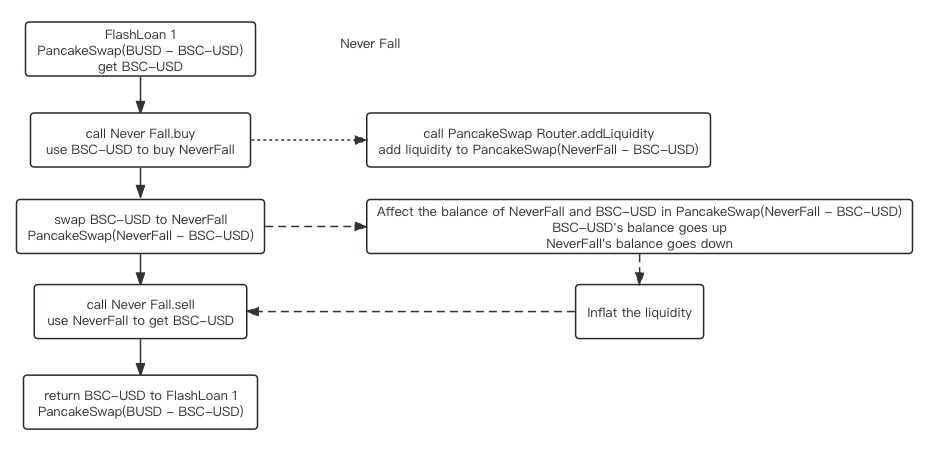 FlashLoan 1
PancakeSwap(BUSD – BSC–USD)
get BSC–USD
Never Fall
call Never Fall.buy
use BSC–USD to buy NeverFall
call PancakeSwap Router.addLiquidity
add liquidity to PancakeSwap(NeverFall – BSC–USD)
swap BSC–USD to NeverFall
PancakeSwap(NeverFall – BSC–USD)
Affect the balance of NeverFall and BSC–USD in PancakeSwap(NeverFall – BSC–USD)
BSC–USD's balance goes up
NeverFall's balance goes down
call Never Fall.sell
use NeverFall to get BSC–USD
Inflat the liquidity
return BSC–USD to FlashLoan 1
PancakeSwap(BUSD – BSC–USD)